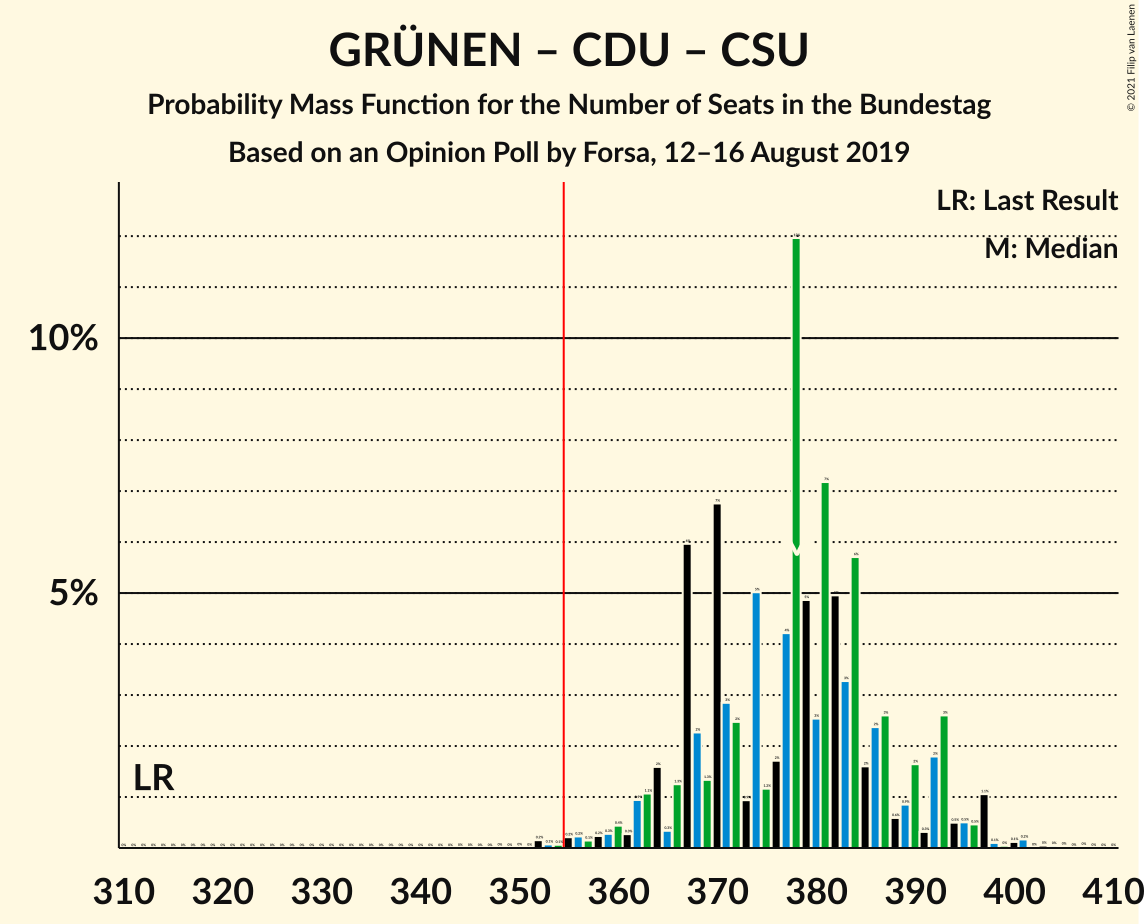 GRÜNEN – CDU – CSU
Probability Mass Function for the Number of Seats in the Bundestag
Based on an Opinion Poll by Forsa, 12–16 August 2019
© 2021 Filip van Laenen
LR: Last Result
M: Median
10%
5%
LR
310 320 330 340 350 360 370 380 390 400 410